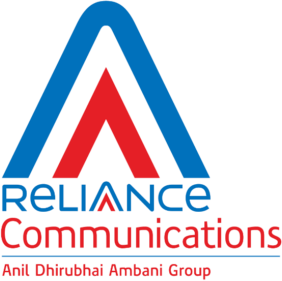 ReLIANCe
Communications
Anil Dhirubhai Ambani Group